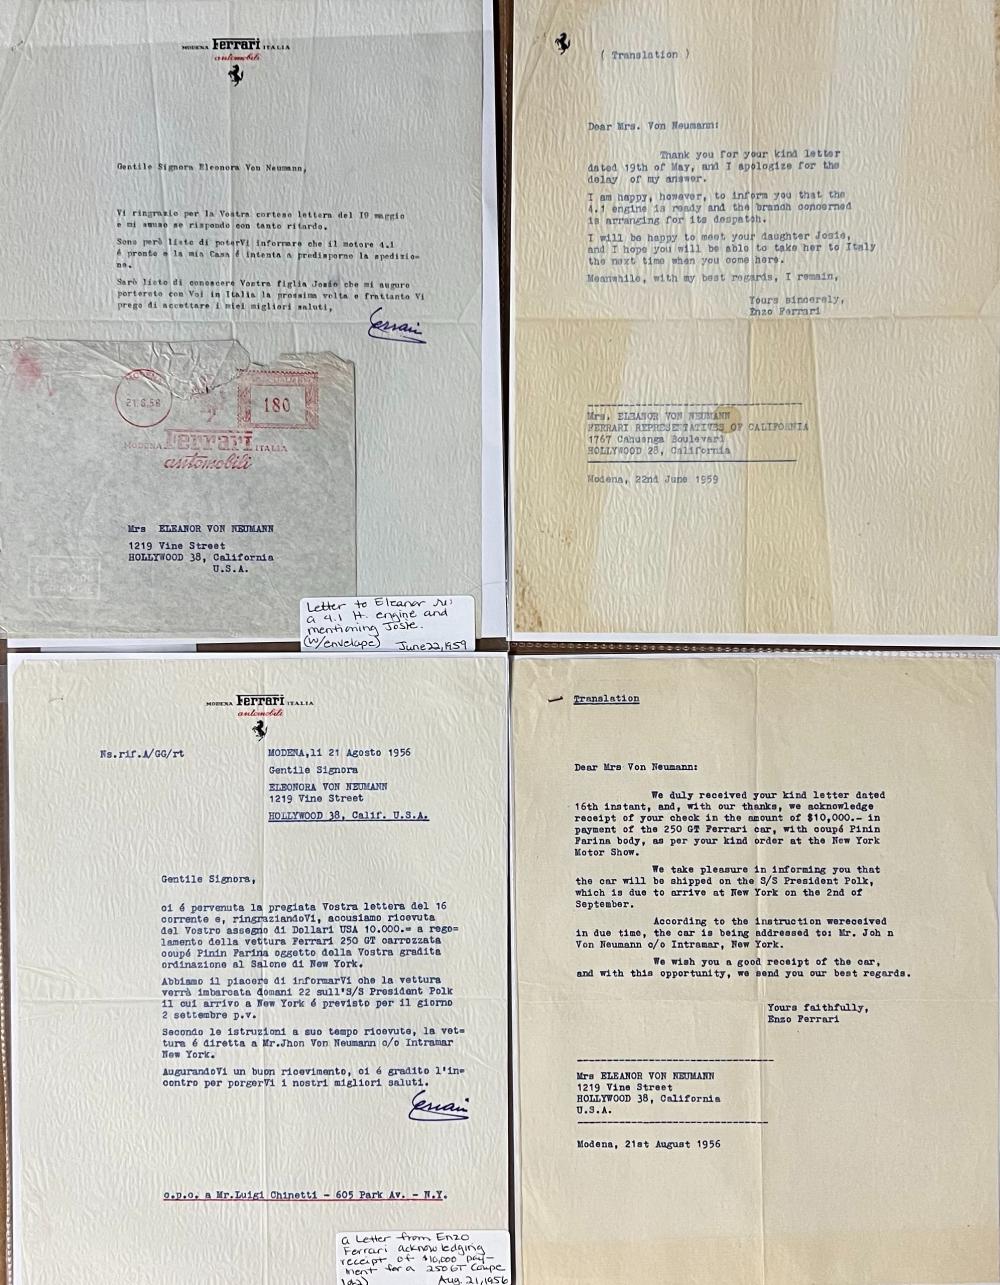 MODENA Ferrari ITALIA
automobili
Gentile Signora Eleonora Von Neumann,
Vi ringrazio per la Vostra cortese lettera del 19 maggio
e mi scuso se rispondo con tanto ritardo.
Sono però lieto di poterVi informare che il motore 4.1
é pronto e la mia Casa é intenta a predisporne la spedizio=
ne.
Sarò lieto di conoscere Vostra figlia Josie che mi auguro
porterete con Voi in Italia la prossima volta e frattanto Vi
prego di accettare i miei migliori saluti,
Ferrari
180
MODENA Ferrari ITALIA
automobili
Mrs ELEANOR VON NEUMANN
1219 Vine Street
HOLLYWOOD 38, California
U.S.A.
Letter to Eleanor re:
a 4.1 H. engine and
mentioning Josie.
(w/envelope) June 22, 1959
( Translation )
Dear Mrs. Von Neumann:
Thank you for your kind letter
dated 19th of May, and I apologize for the
delay of my answer.
I am happy, however, to inform you that the
4.1 engine is ready and the branch concerned
is arranging for its despatch.
I will be happy to meet your daughter Josie,
and I hope you will be able to take her to Italy
the next time when you come here.
Meanwhile, with my best regards, I remain,
Yours sincerely,
Enzo Ferrari
Mrs. ELEANOR VON NEUMANN
FERRARI REPRESENTATIVES OF CALIFORNIA
1767 Cahuenga Boulevard
HOLLYWOOD 28, California
Modena, 22nd June 1959
MODENA Ferrari ITALIA
automobili
Ns.rif.A/GG/rt
MODENA,li 21 Agosto 1956
Gentile Signora
ELEONORA VON NEUMANN
1219 Vine Street
HOLLYWOOD 38, Calif. U.S.A.
Gentile Signora,
ci é pervenuta la pregiata Vostra lettera del 16
corrente e, ringraziandoVi, accusiamo ricevuta
del Vostro assegno di Dollari USA 10.000.= a rego=
lamento della vettura Ferrari 250 GT carrozzata
coupé Pinin Farina oggetto della Vostra gradita
ordinazione al Salone di New York.
Abbiamo il piacere di informarVi che la vettura
verrà imbarcata domani 22 sull'S/S President Polk
il cui arrivo a New York é previsto per il giorno
2 settembre p.v.
Secondo le istruzioni a suo tempo ricevute, la vet=
tura é diretta a Mr.Jhon Von Neumann c/o Intramar
New York.
AugurandoVi un buon ricevimento, ci é gradito l'in=
contro per porgerVi i nostri migliori saluti.
Ferrari
c.p.c. a Mr.Luigi Chinetti - 605 Park Av. - N.Y.
a Letter from Enzo
Ferrari acknowledging
receipt of $10,000 pay-
ment for a 250GT Coupe
Aug. 21, 1956
Translation
Dear Mrs Von Neumann:
We duly received your kind letter dated
16th instant, and, with our thanks, we acknowledge
receipt of your check in the amount of $10,000.- in
payment of the 250 GT Ferrari car, with coupé Pinin
Farina body, as per your kind order at the New York
Motor Show.
We take pleasure in informing you that
the car will be shipped on the S/S President Polk,
which is due to arrive at New York on the 2nd of
September.
According to the instruction wereceived
in due time, the car is being addressed to: Mr. Joh n
Von Neumann c/o Intramar, New York.
We wish you a good receipt of the car,
and with this opportunity, we send you our best regards.
Yours faithfully,
Enzo Ferrari
Mrs ELEANOR VON NEUMANN
1219 Vine Street
HOLLYWOOD 38, California
U.S.A.
Modena, 21st August 1956